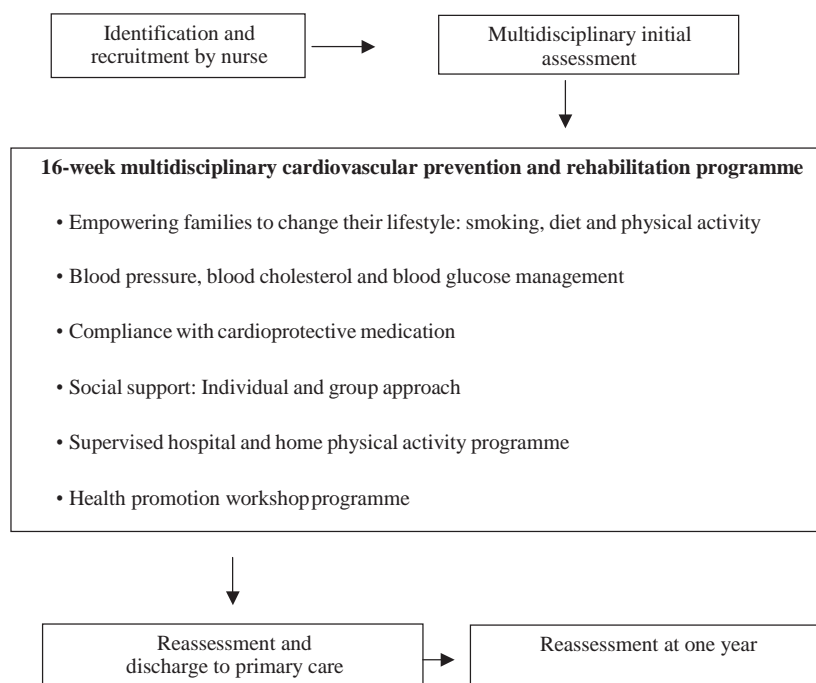 Identification and
recruitment by nurse
Multidisciplinary initial
assessment
16-week multidisciplinary cardiovascular prevention and rehabilitation programme
• Empowering families to change their lifestyle: smoking, diet and physical activity
• Blood pressure, blood cholesterol and blood glucose management
• Compliance with cardioprotective medication
• Social support: Individual and group approach
• Supervised hospital and home physical activity programme
• Health promotion workshop programme
Reassessment and
discharge to primary care
Reassessment at one year